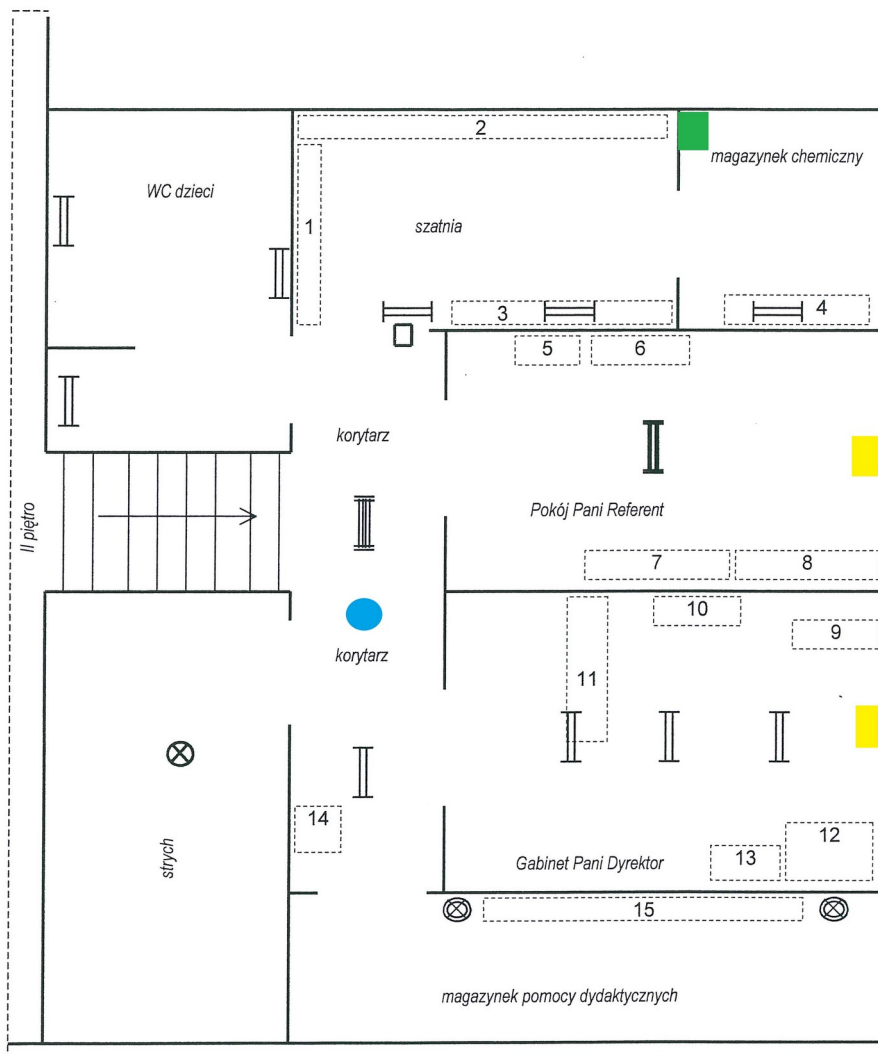 2
magazynek chemiczny
WC dzieci
1
szatnia
3
4
5
6
korytarz
II piętro
Pokój Pani Referent
7
8
10
9
korytarz
11
14
12
13
strych
Gabinet Pani Dyrektor
15
magazynek pomocy dydaktycznych